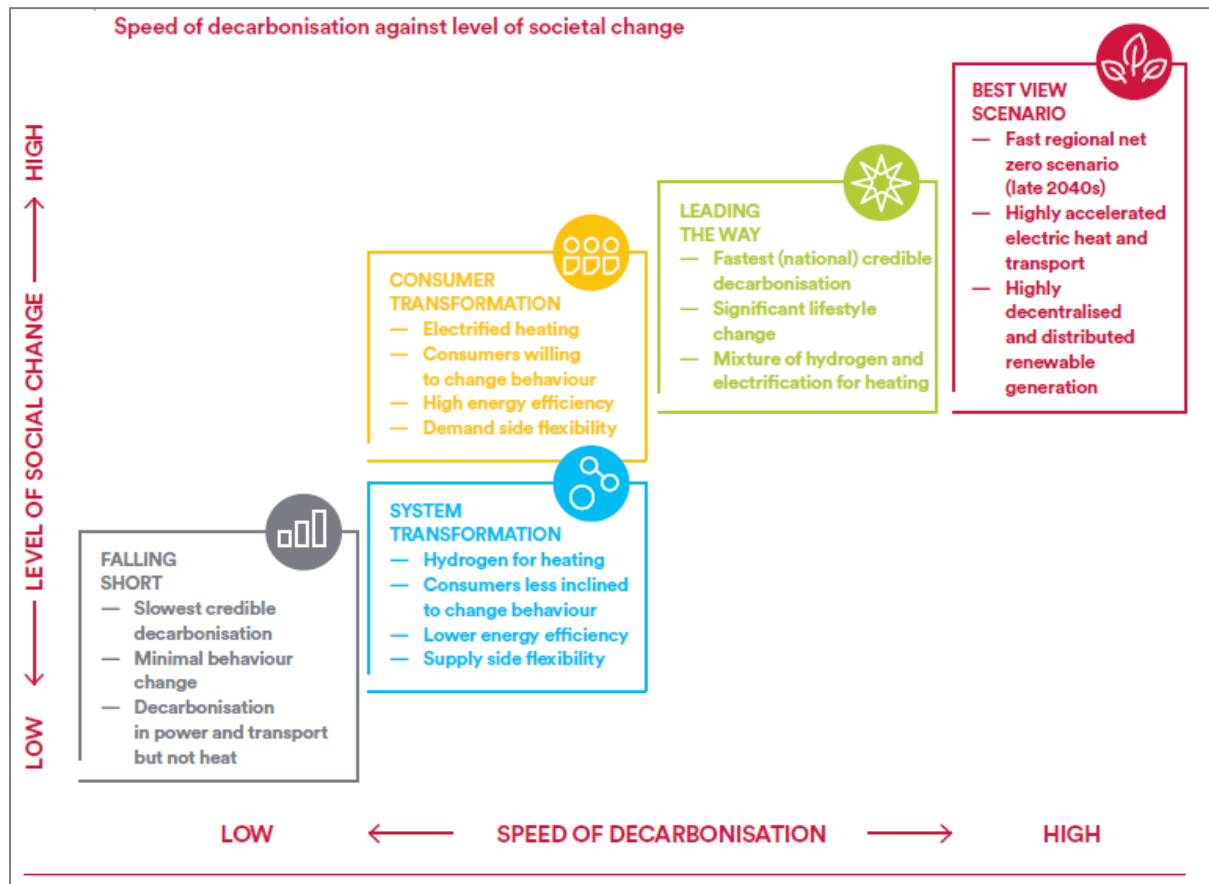 Speed of decarbonisation against level of societal change
BEST VIEW
SCENARIO
— Fast regional net
zero scenario
(late 2040s)
— Highly accelerated
electric heat and
transport
— Highly
decentralised
and distributed
renewable
generation
LEADING
THE WAY
— Fastest (national) credible
decarbonisation
— Significant lifestyle
change
— Mixture of hydrogen and
electrification for heating
CONSUMER
TRANSFORMATION
— Electrified heating
— Consumers willing
to change behaviour
— High energy efficiency
— Demand side flexibility
SYSTEM
TRANSFORMATION
— Hydrogen for heating
— Consumers less inclined
to change behaviour
— Lower energy efficiency
— Supply side flexibility
FALLING
SHORT
— Slowest credible
decarbonisation
— Minimal behaviour
change
— Decarbonisation
in power and transport
but not heat
LOW
LEVEL OF SOCIAL CHANGE
HIGH
LOW
SPEED OF DECARBONISATION
HIGH